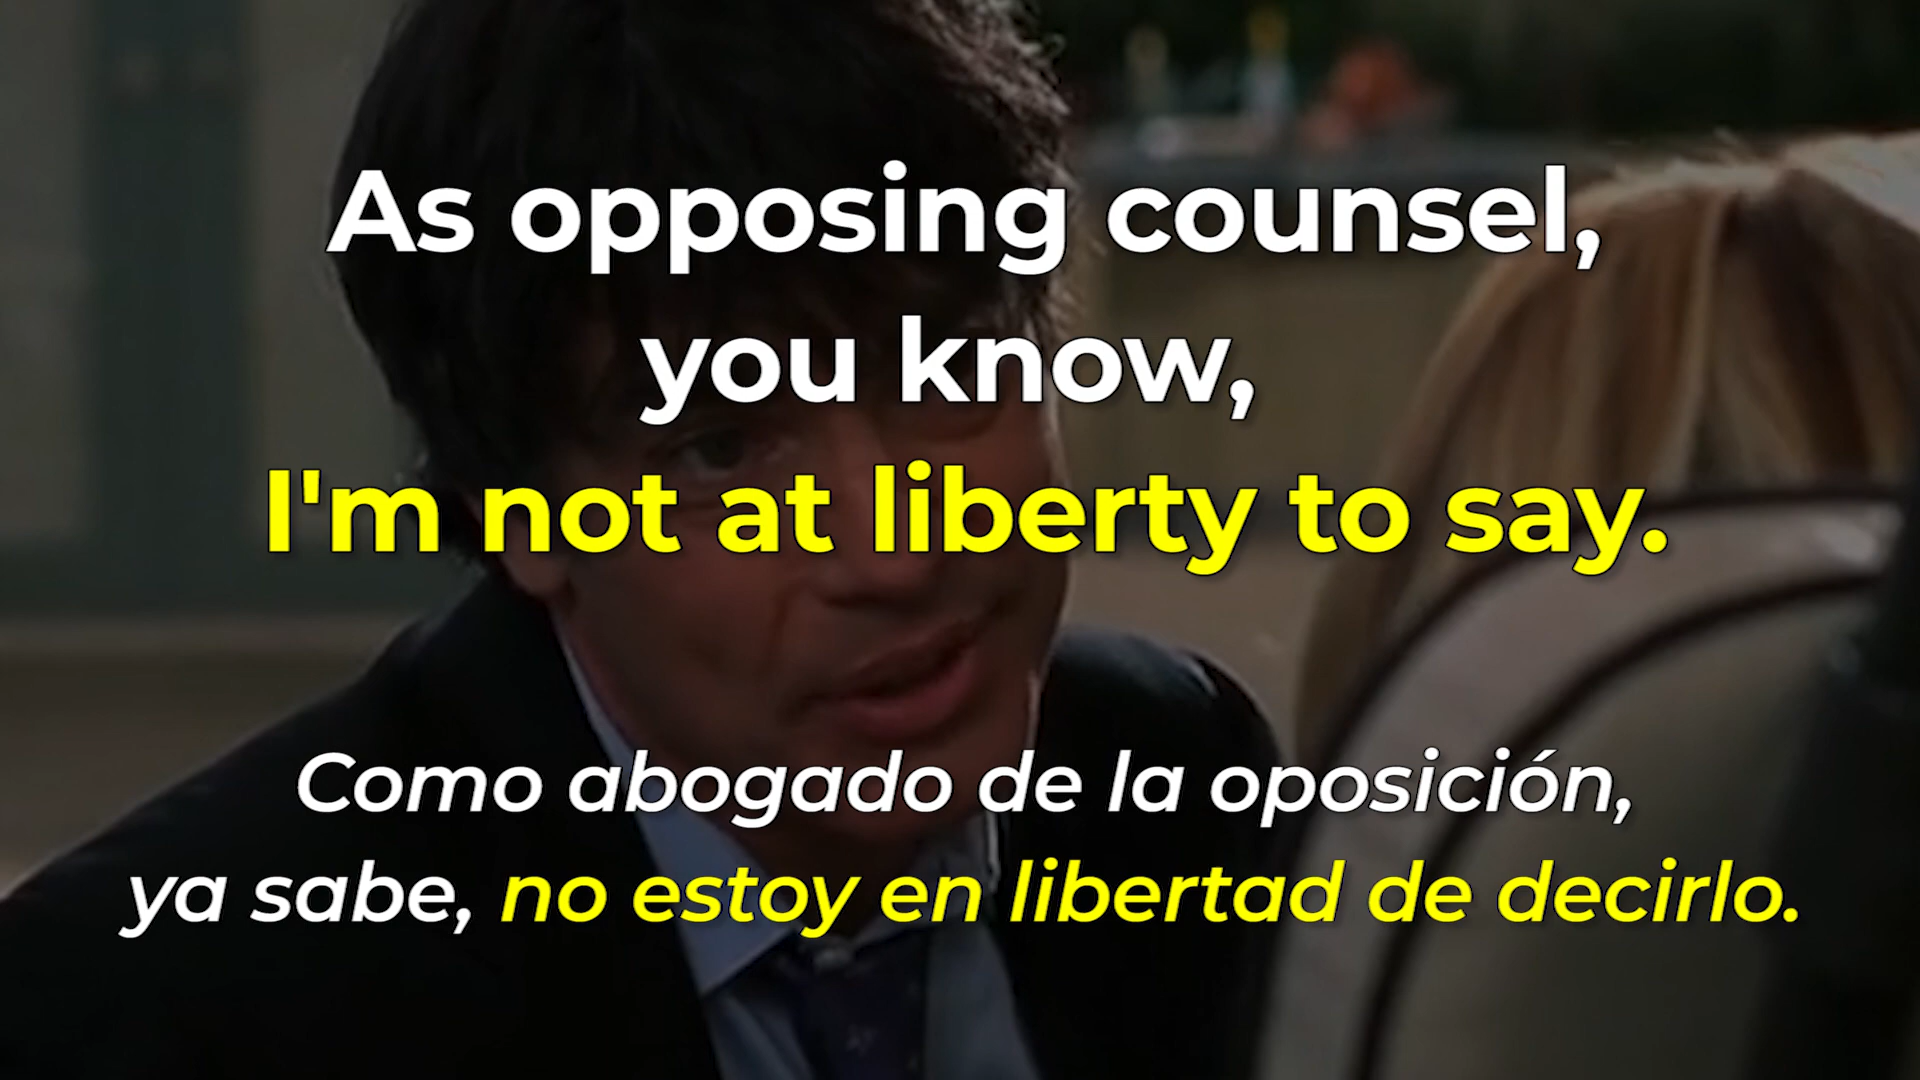 As opposing counsel,
you know,
I'm not at liberty to say.
Como abogado de la oposición,
ya sabe, no estoy en libertad de decirlo.